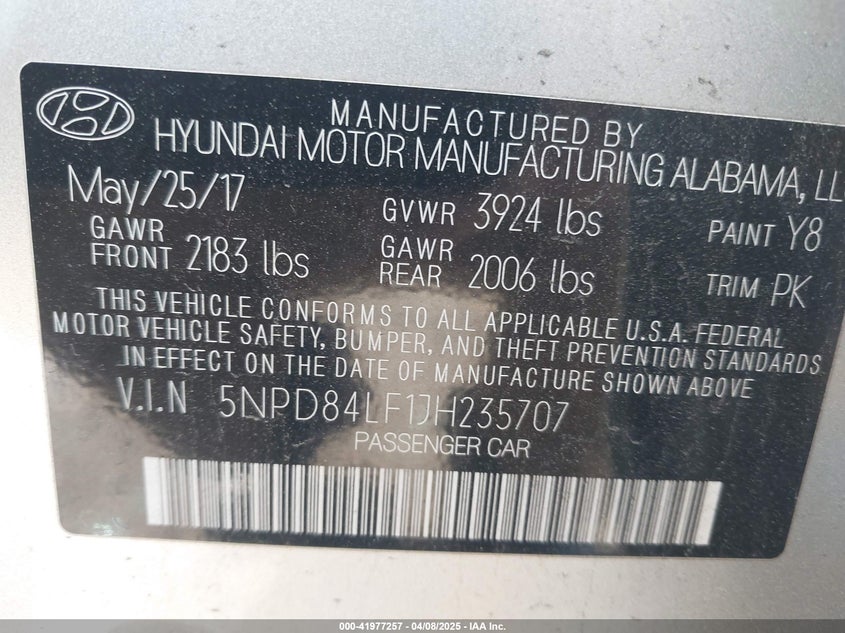 MANUFACTURED BY
HYUNDAI MOTOR MANUFACTURING ALABAMA, LL
May/25/17 GVWR 3924 lbs PAINT Y8
GAWR FRONT 2183 lbs GAWR REAR 2006 lbs TRIM PK
THIS VEHICLE CONFORMS TO ALL APPLICABLE U.S.A. FEDERAL
MOTOR VEHICLE SAFETY, BUMPER, AND THEFT PREVENTION STANDARDS
IN EFFECT ON THE DATE OF MANUFACTURE SHOWN ABOVE
V.I.N 5NPD84LF1JH235707
PASSENGER CAR
000-41977257 04/08/2025 - IAA Inc.